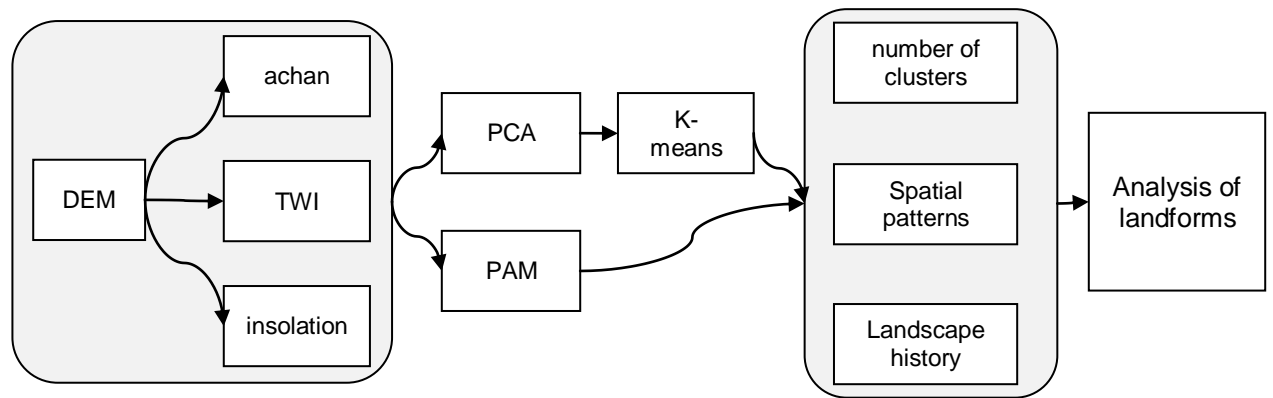 DEM
achan
TWI
insolation
PCA
K-
means
PAM
number of
clusters
Spatial
patterns
Landscape
history
Analysis of
landforms